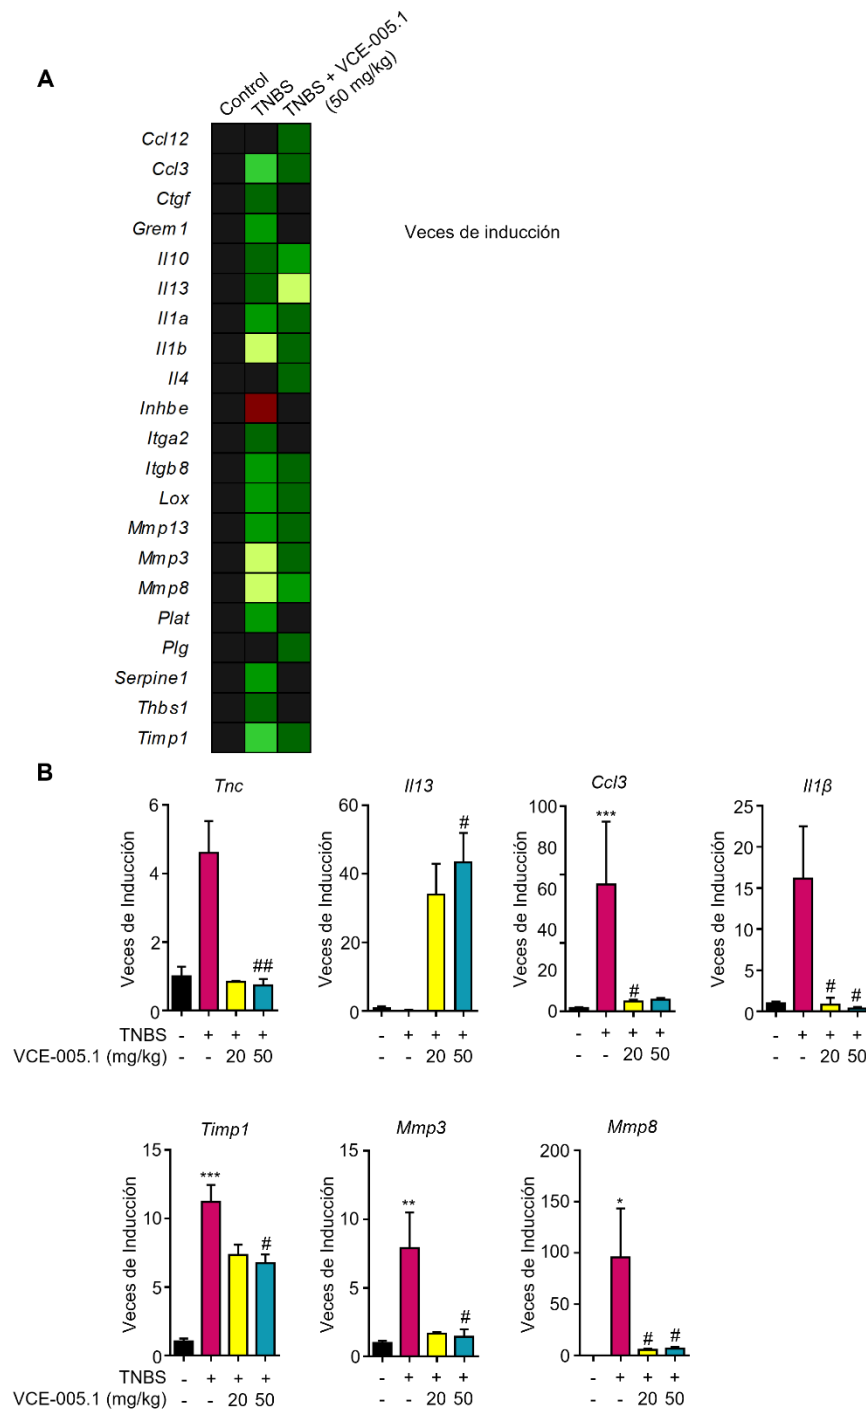 A
Control
TNBS
TNBS + VCE-005.1
(50 mg/kg)
Ccl12
Ccl3
Ctgf
Grem1
Il10
Il13
Il1a
Il1b
Il4
Inhbe
Itga2
Itgb8
Lox
Mmp13
Mmp3
Mmp8
Plat
Plg
Serpine1
Thbs1
Timp1
Veces de inducción
B
Tnc
Veces de Inducción
6
4
2
0
##
TNBS - + + +
VCE-005.1 (mg/kg) - - 20 50
Il13
Veces de Inducción
60
40
20
0
#
- + + +
- - 20 50
Ccl3
Veces de Inducción
100
80
60
40
20
0
***
#
- + + +
- - 20 50
Il1β
Veces de Inducción
25
20
15
10
5
0
# #
- + + +
- - 20 50
Timp1
Veces de Inducción
15
10
5
0
***
#
TNBS - + + +
VCE-005.1 (mg/kg) - - 20 50
Mmp3
Veces de Inducción
15
10
5
0
**
#
- + + +
- - 20 50
Mmp8
Veces de Inducción
200
150
100
50
0
*
# #
- + + +
- - 20 50